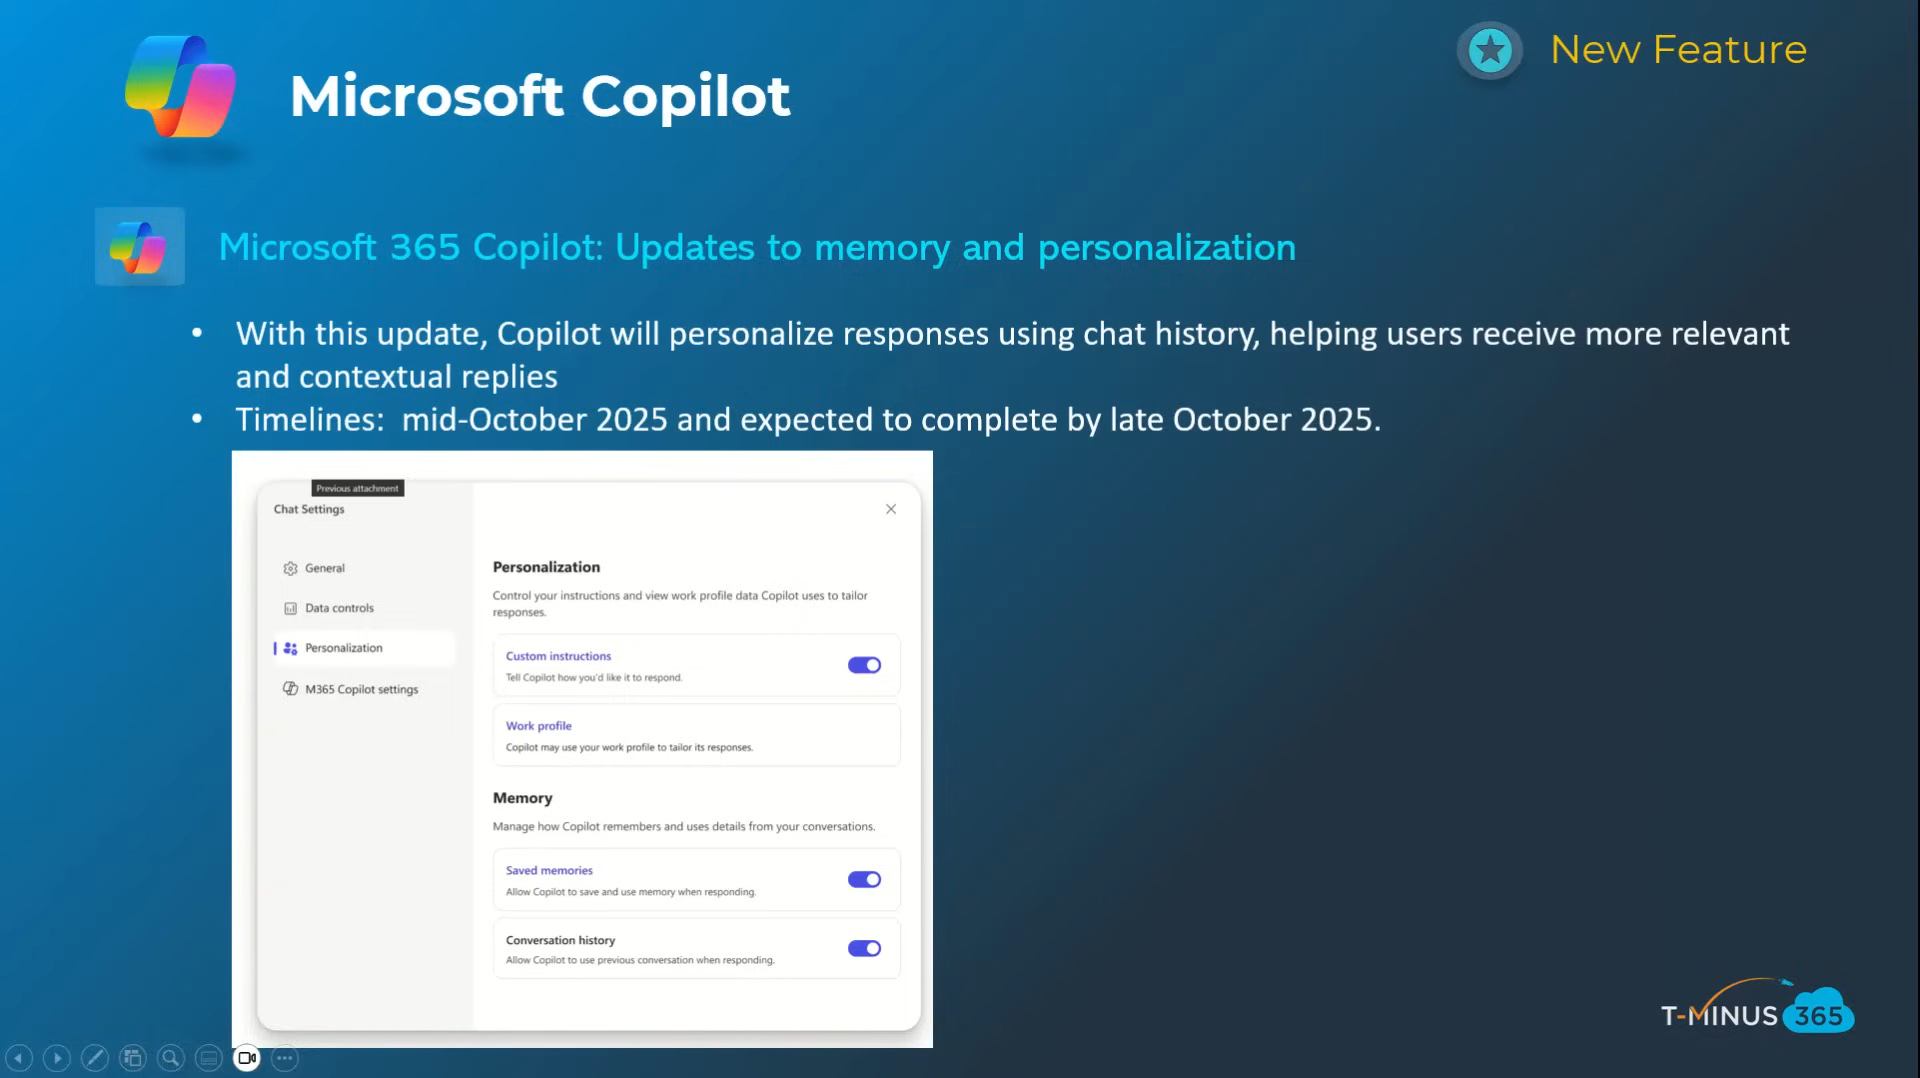 New Feature
Microsoft Copilot
Microsoft 365 Copilot: Updates to memory and personalization
• With this update, Copilot will personalize responses using chat history, helping users receive more relevant
and contextual replies
• Timelines:  mid-October 2025 and expected to complete by late October 2025.
Previous attachment
Chat Settings
General
Data controls
Personalization
M365 Copilot settings
Personalization
Control your instructions and view work profile data Copilot uses to tailor
responses.
Custom instructions
Tell Copilot how you'd like it to respond.
Work profile
Copilot may use your work profile to tailor its responses.
Memory
Manage how Copilot remembers and uses details from your conversations.
Saved memories
Allow Copilot to save and use memory when responding.
Conversation history
Allow Copilot to use previous conversation when responding.
T-MINUS 365